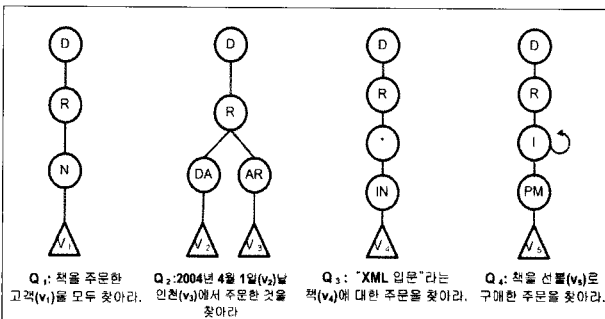 D
R
N
V₁
Q₁: 책을 주문한
고객(v₁)을 모두 찾아라.
D
R
DA AR
V₂ V₃
Q₂:2004년 4월 1일(v₂)날
인천(v₃)에서 주문한 것을
찾아라
D
R
*
IN
V₄
Q₃: "XML 입문"라는
책(v₄)에 대한 주문을 찾아라.
D
R
I
PM
V₅
Q₄: 책을 선불(v₅)로
구매한 주문을 찾아라.